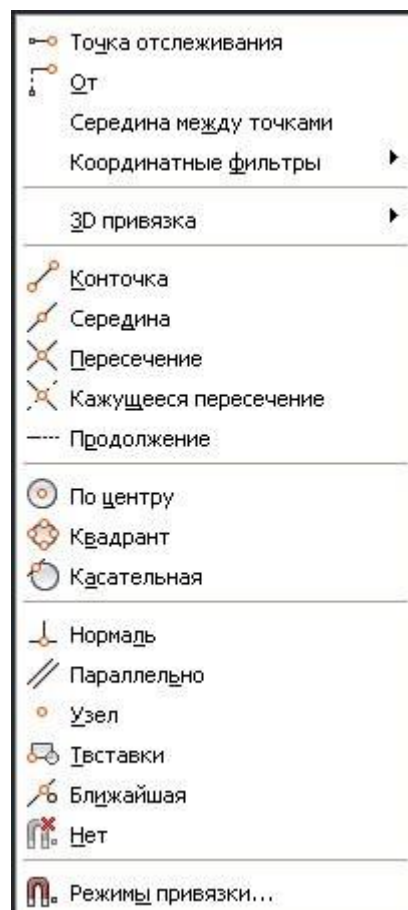 Точка отслеживания
От
Середина между точками
Координатные фильтры
3D привязка
Конточка
Середина
Пересечение
Кажущееся пересечение
Продолжение
По центру
Квадрант
Касательная
Нормаль
Параллельно
Узел
Твставки
Ближайшая
Нет
Режимы привязки...